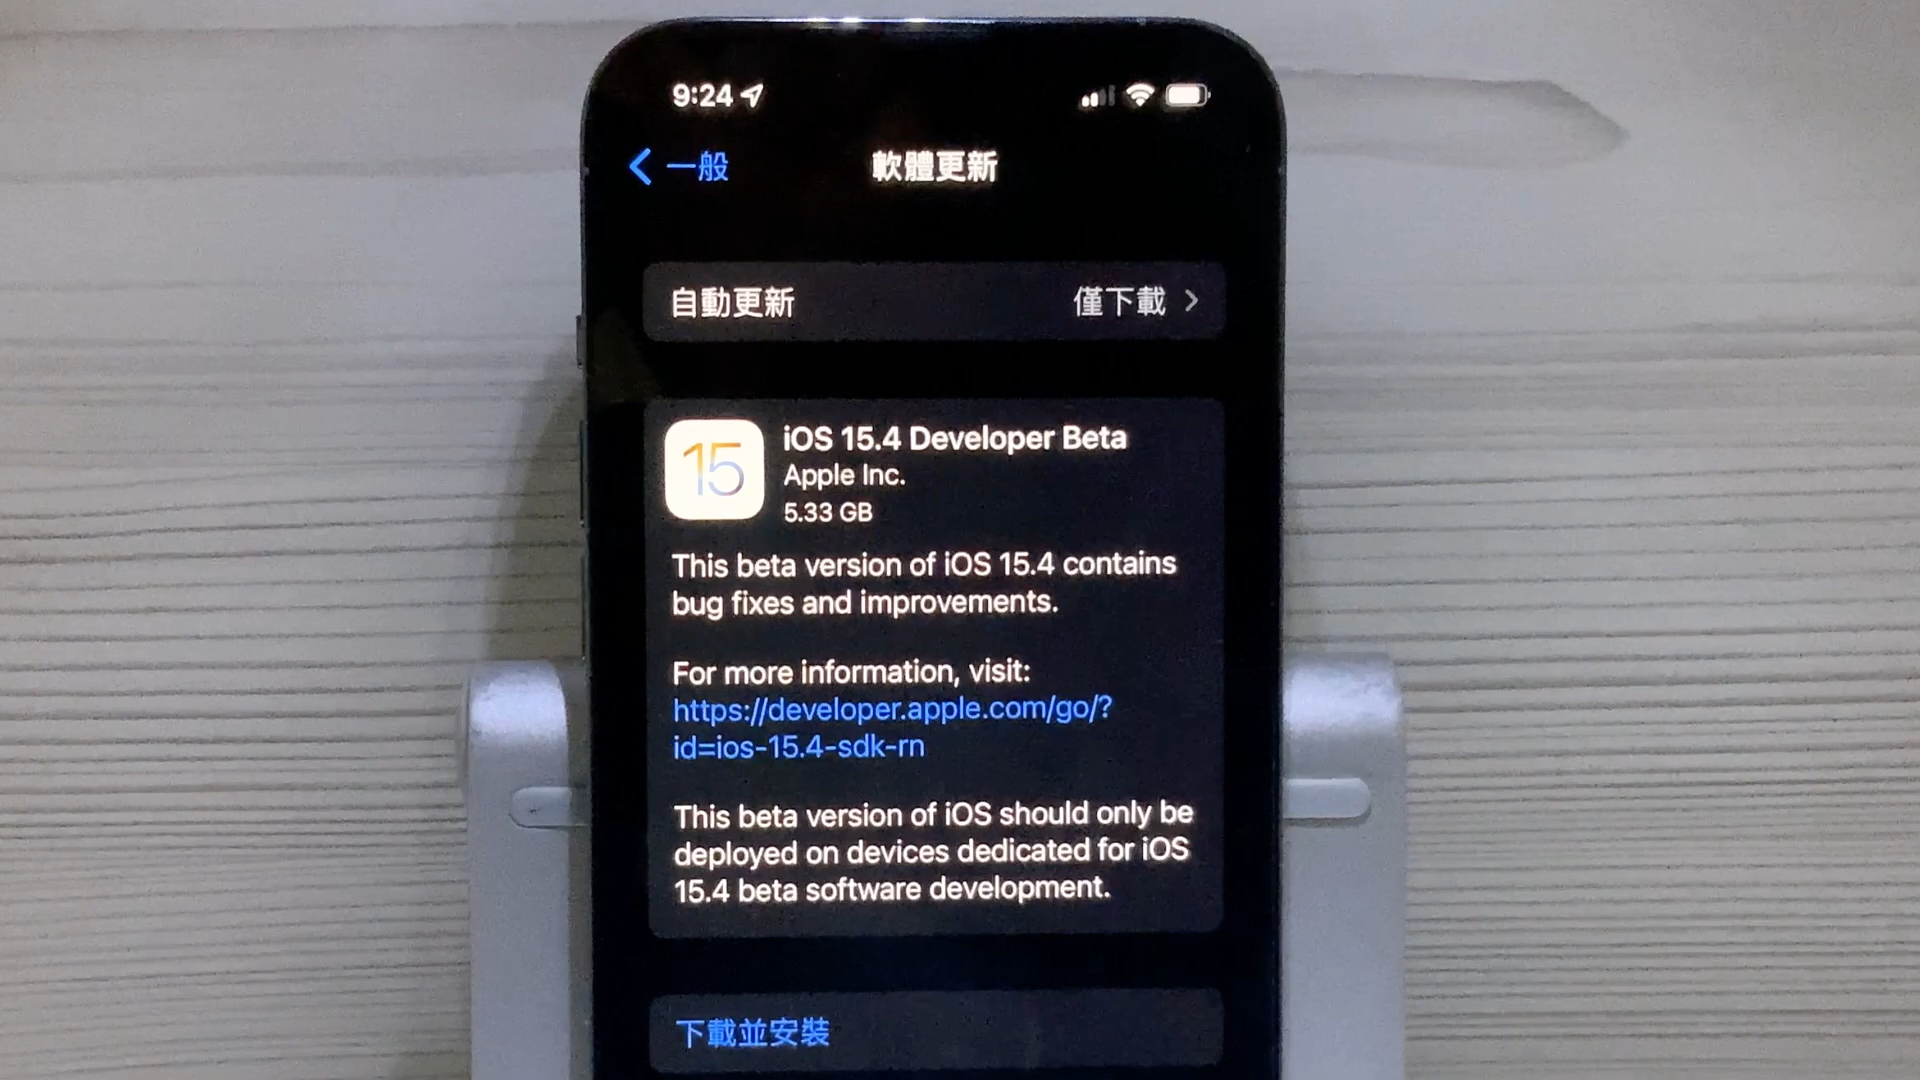 9:24
一般
軟體更新
自動更新
僅下載
15
iOS 15.4 Developer Beta
Apple Inc.
5.33 GB
This beta version of iOS 15.4 contains
bug fixes and improvements.
For more information, visit:
https://developer.apple.com/go/?
id=ios-15.4-sdk-rn
This beta version of iOS should only be
deployed on devices dedicated for iOS
15.4 beta software development.
下載並安裝